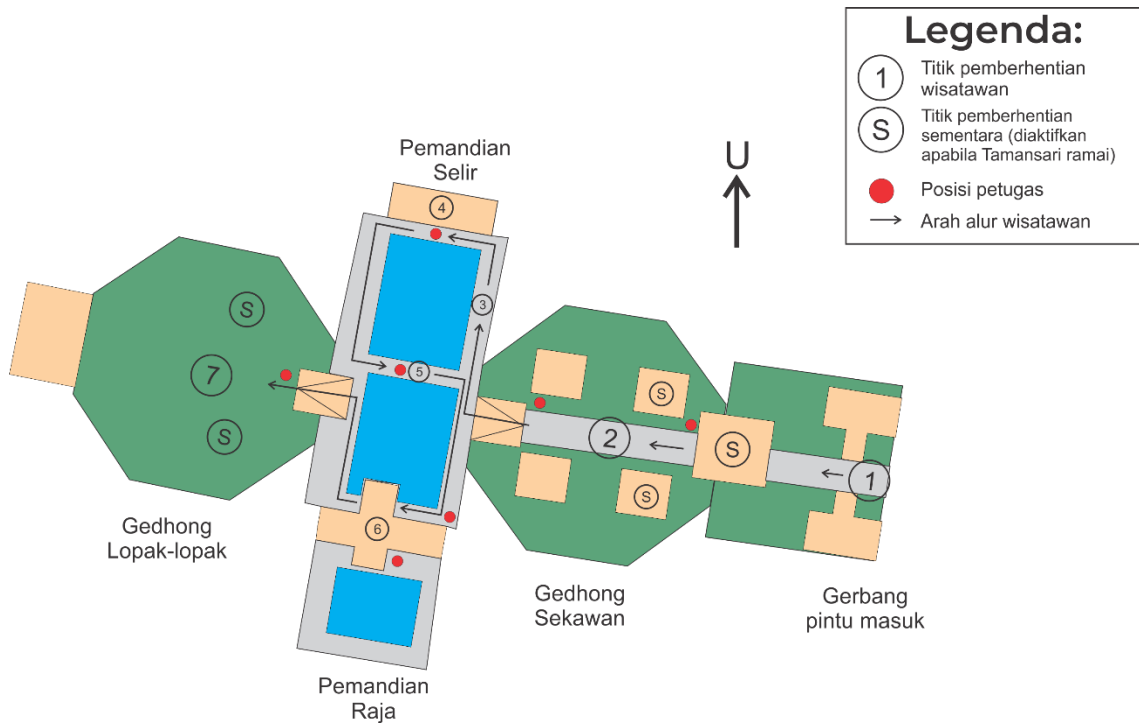 Legenda:
1
Titik pemberhentian
wisatawan
S
Titik pemberhentian
sementara (diaktifkan
apabila Tamansari ramai)
Posisi petugas
Arah alur wisatawan
U
Pemandian
Selir
4
3
5
6
S
7
S
S
2
S
S
1
Gedhong
Lopak-lopak
Gedhong
Sekawan
Gerbang
pintu masuk
Pemandian
Raja